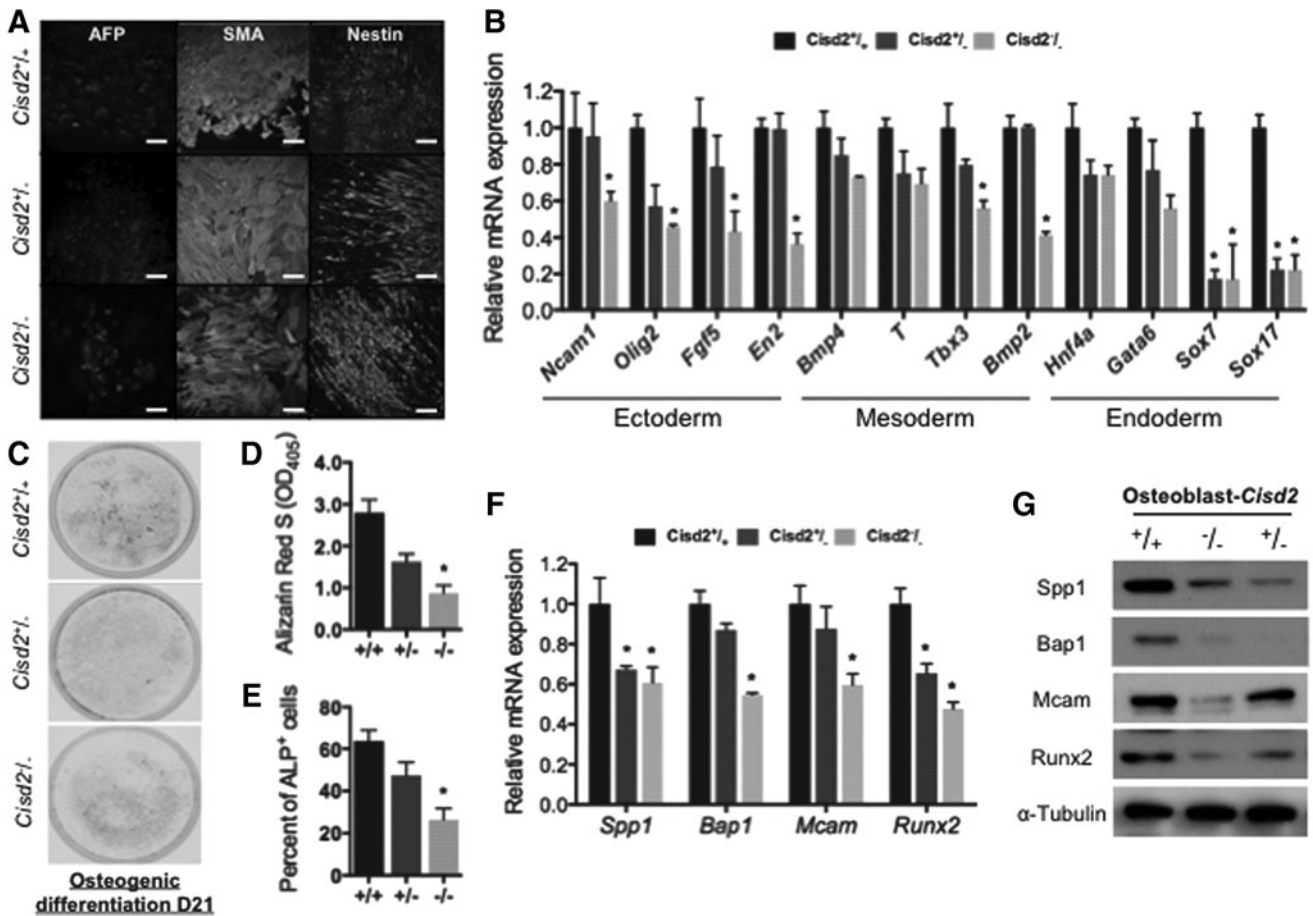 A
AFP SMA Nestin
Cisd2+/+
Cisd2+/-
Cisd2-/-
B
Cisd2+/+ Cisd2+/- Cisd2-/-
Relative mRNA expression
1.2
1.0
0.8
0.6
0.4
0.2
0.0
* * * * * * * * * *
Ncam1 Olig2 Fgf5 En2 Bmp4 T Tbx3 Bmp2 Hnf4a Gata6 Sox7 Sox17
Ectoderm Mesoderm Endoderm
C
Cisd2+/+
Cisd2+/-
Cisd2-/-
Osteogenic
differentiation D21
D
Alizarin Red S (OD405)
4.0
3.0
2.0
1.0
0.0
*
+/+ +/- -/-
E
Percent of ALP+ cells
80
60
40
20
0
*
+/+ +/- -/-
F
Cisd2+/+ Cisd2+/- Cisd2-/-
Relative mRNA expression
1.2
1.0
0.8
0.6
0.4
0.2
0.0
* * * * * *
Spp1 Bap1 Mcam Runx2
G
Osteoblast-Cisd2
+/+ -/- +/-
Spp1
Bap1
Mcam
Runx2
α-Tubulin